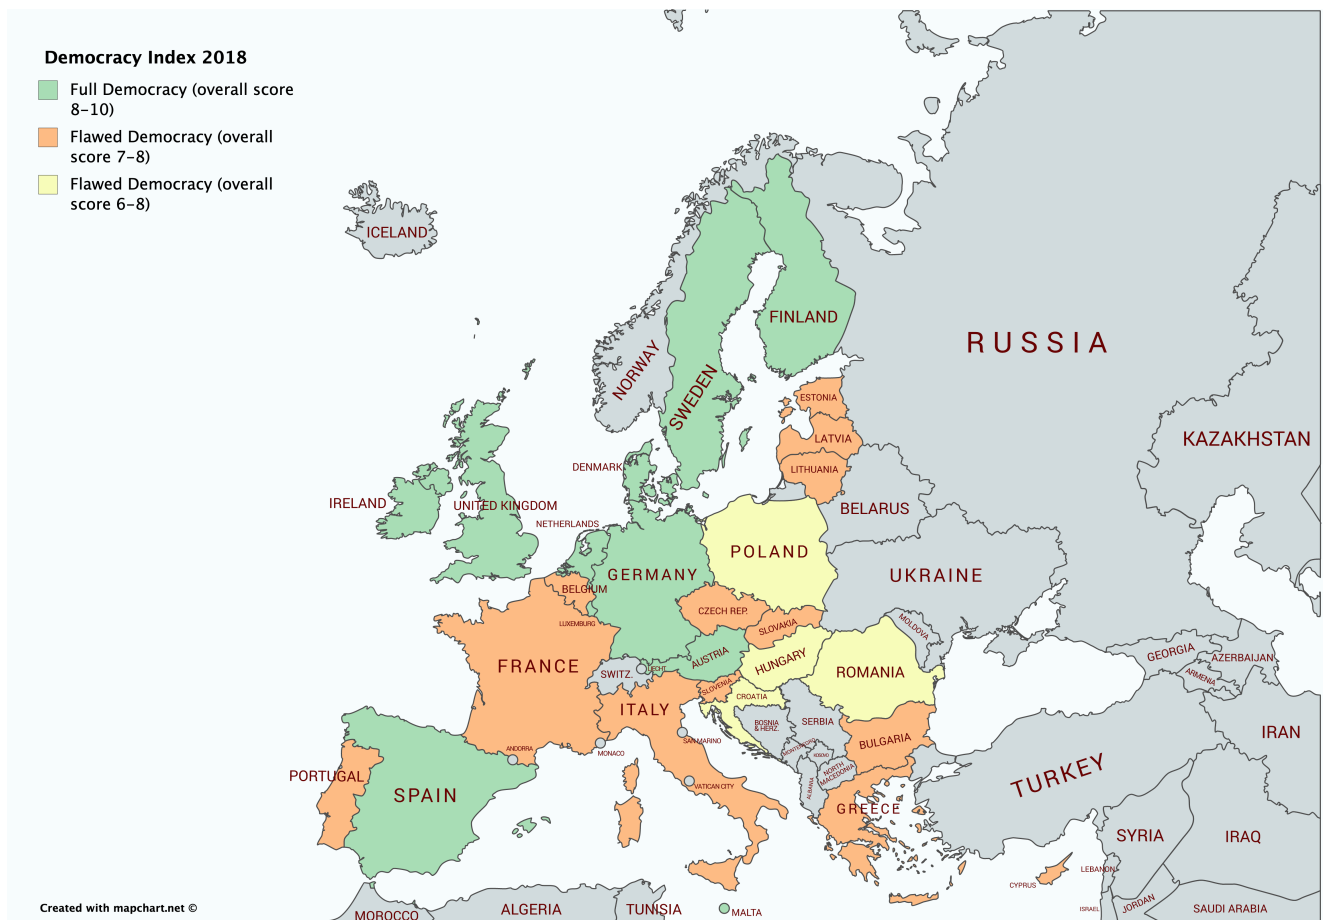 Democracy Index 2018
Full Democracy (overall score
8-10)
Flawed Democracy (overall
score 7-8)
Flawed Democracy (overall
score 6-8)
ICELAND
NORWAY
SWEDEN
FINLAND
RUSSIA
ESTONIA
LATVIA
LITHUANIA
KAZAKHSTAN
DENMARK
IRELAND
UNITED KINGDOM
NETHERLANDS
BELARUS
POLAND
GERMANY
UKRAINE
BELGIUM
LUXEMBURG
CZECH REP.
SLOVAKIA
MOLDOVA
FRANCE
SWITZ.
LIECHT.
AUSTRIA
HUNGARY
ROMANIA
GEORGIA
AZERBAIJAN
ARMENIA
SLOVENIA
CROATIA
ITALY
BOSNIA
& HERZ.
SERBIA
SAN MARINO
MONACO
ANDORRA
MONTENEGRO
KOSOVO
BULGARIA
IRAN
NORTH
MACEDONIA
ALBANIA
PORTUGAL
SPAIN
VATICAN CITY
GREECE
TURKEY
SYRIA
IRAQ
CYPRUS
LEBANON
ISRAEL
JORDAN
SAUDI ARABIA
MALTA
MOROCCO
ALGERIA
TUNISIA
Created with mapchart.net ©